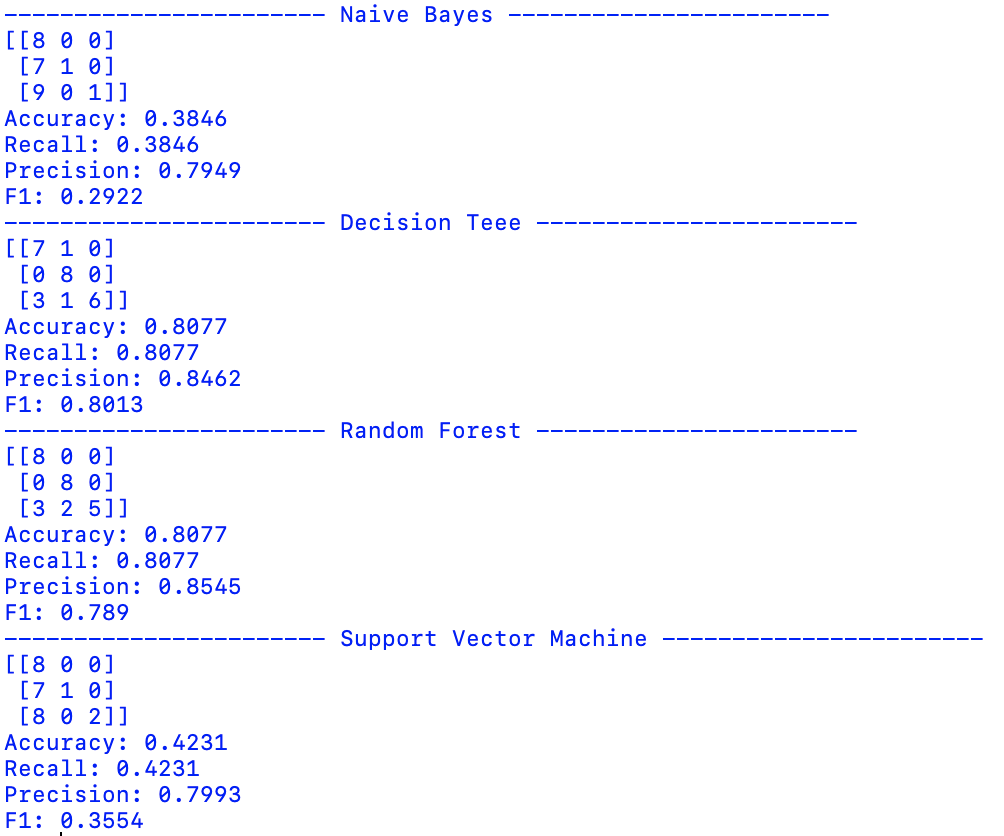 ----------------------- Naive Bayes -----------------------
[[8 0 0]
 [7 1 0]
 [9 0 1]]
Accuracy: 0.3846
Recall: 0.3846
Precision: 0.7949
F1: 0.2922
----------------------- Decision Teee -----------------------
[[7 1 0]
 [0 8 0]
 [3 1 6]]
Accuracy: 0.8077
Recall: 0.8077
Precision: 0.8462
F1: 0.8013
----------------------- Random Forest -----------------------
[[8 0 0]
 [0 8 0]
 [3 2 5]]
Accuracy: 0.8077
Recall: 0.8077
Precision: 0.8545
F1: 0.789
----------------------- Support Vector Machine -----------------------
[[8 0 0]
 [7 1 0]
 [8 0 2]]
Accuracy: 0.4231
Recall: 0.4231
Precision: 0.7993
F1: 0.3554